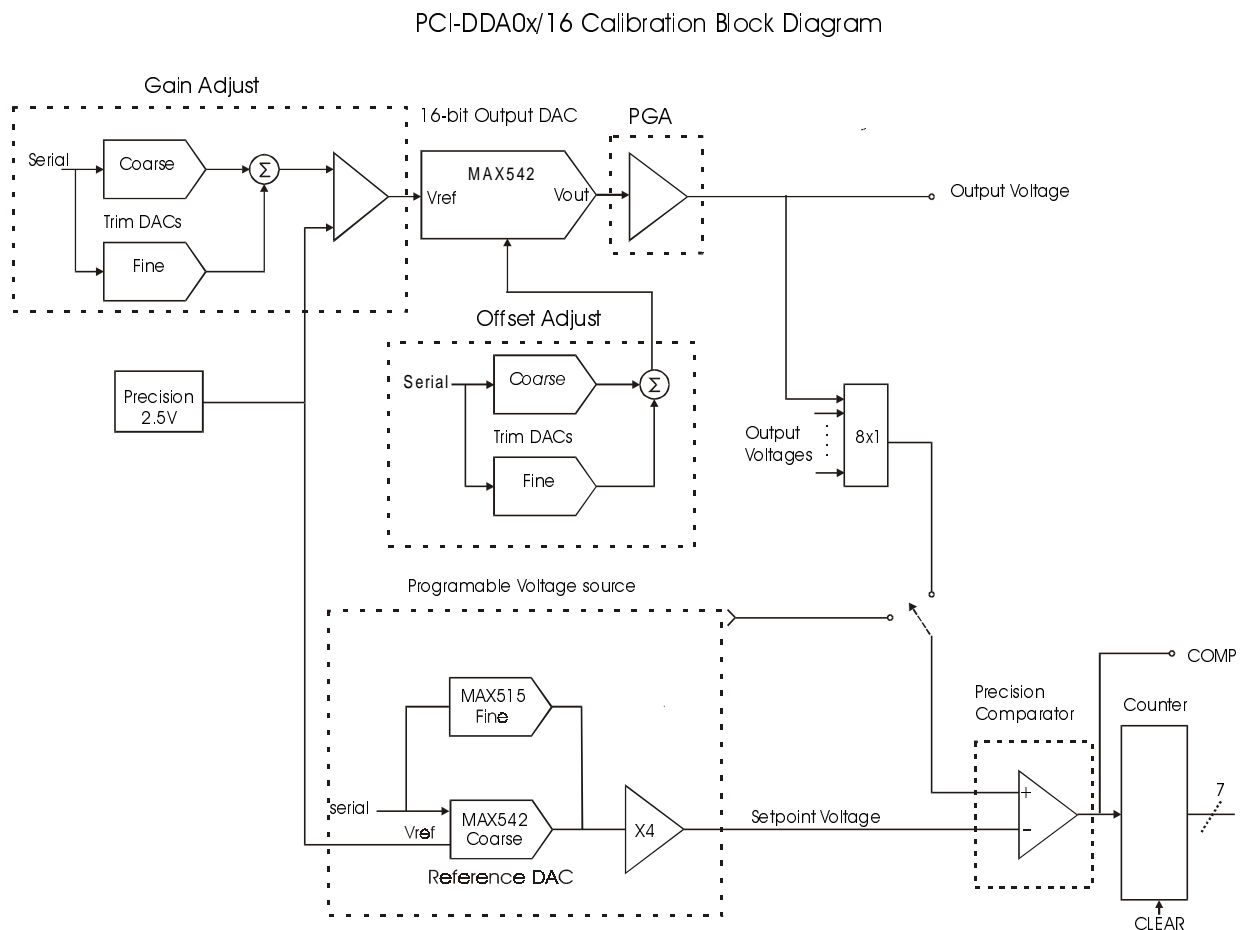 PCI-DDA0x/16 Calibration Block Diagram
Gain Adjust
Serial
Coarse
Σ
Trim DACs
Fine
16-bit Output DAC
MAX542
Vref
Vout
PGA
Output Voltage
Offset Adjust
Serial
Coarse
Σ
Trim DACs
Fine
Precision
2.5V
Output
Voltages
8x1
Programable Voltage source
MAX515
Fine
serial
Vref
MAX542
Coarse
Reference DAC
X4
Setpoint Voltage
Precision
Comparator
+
-
COMP
Counter
7
CLEAR